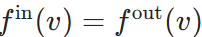 f^in(v) = f^out(v)